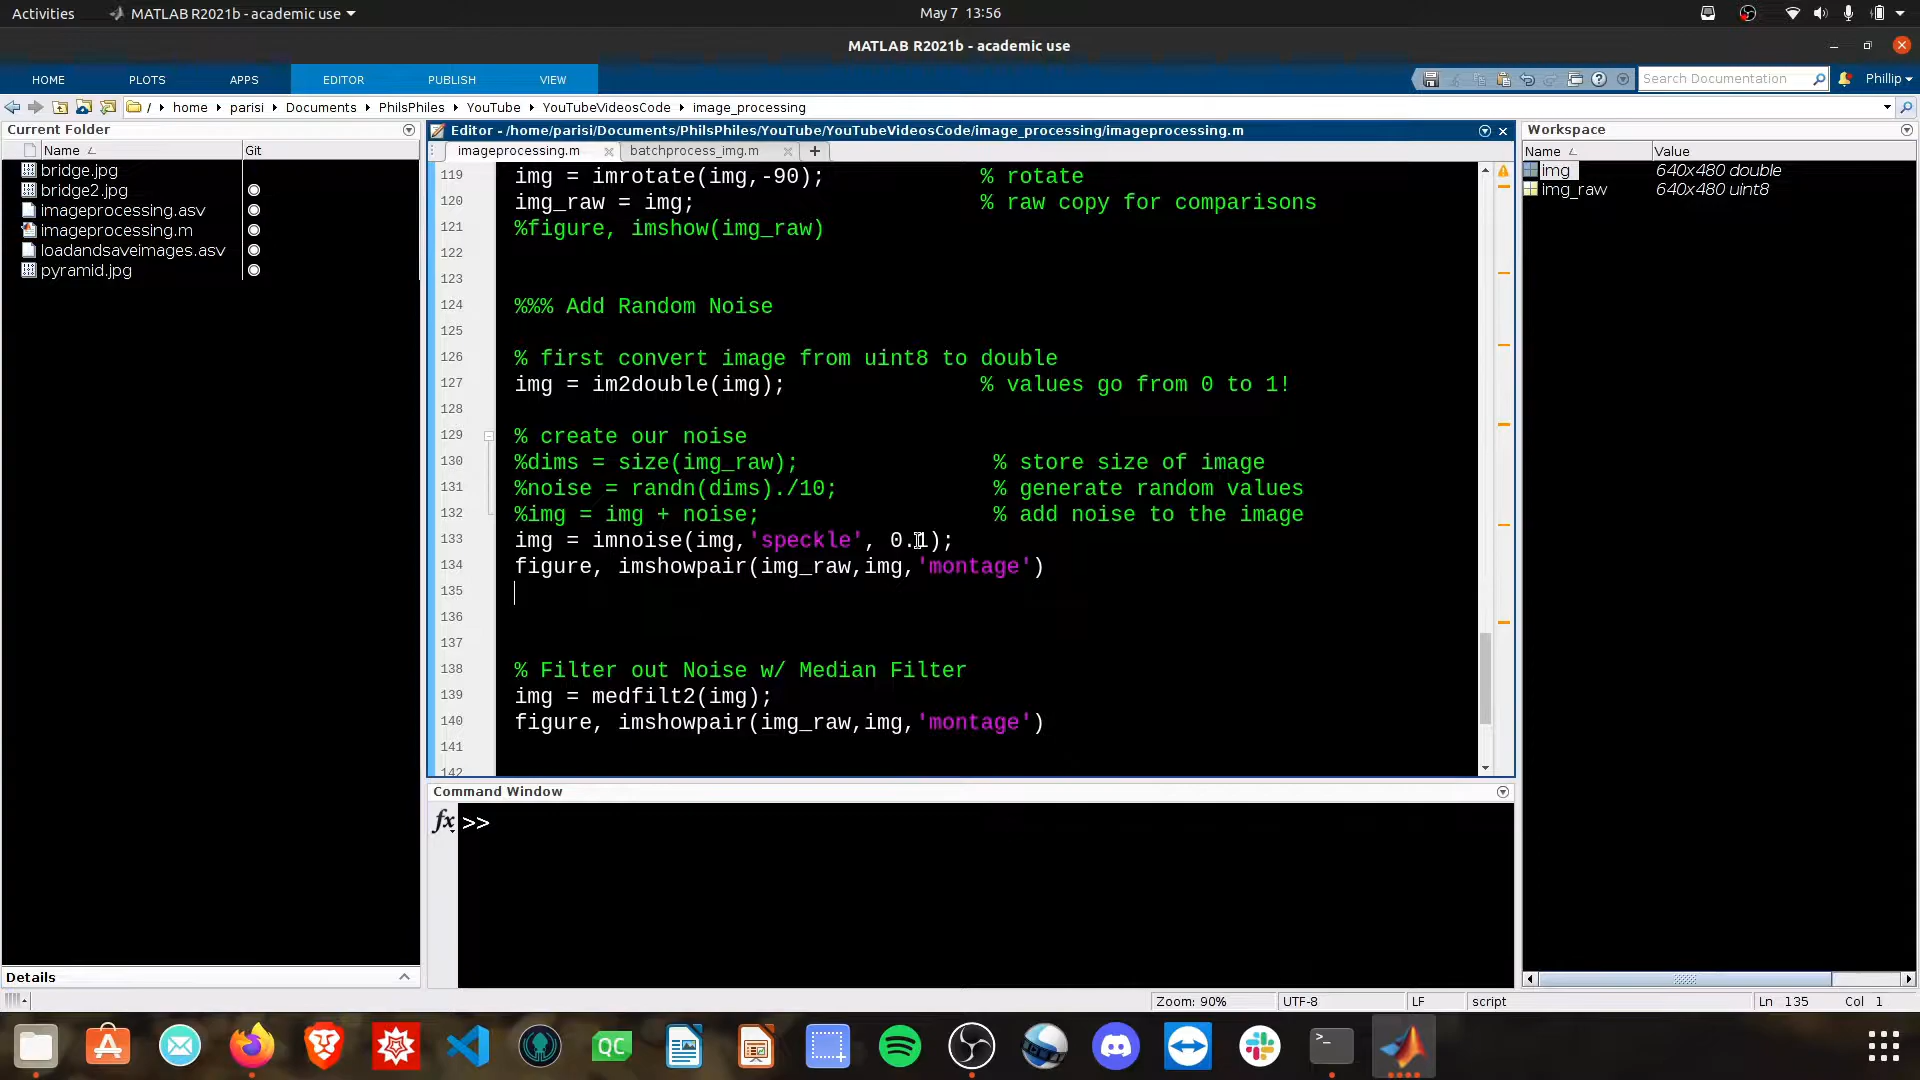 Activities MATLAB R2021b - academic use May 7 13:56
MATLAB R2021b - academic use
HOME PLOTS APPS EDITOR PUBLISH VIEW Search Documentation Phillip
/ home parisi Documents PhilsPhiles YouTube YouTubeVideosCode image_processing
Current Folder
Name Git
bridge.jpg
bridge2.jpg
imageprocessing.asv
imageprocessing.m
loadandsaveimages.asv
pyramid.jpg
Details
Editor - /home/parisi/Documents/PhilsPhiles/YouTube/YouTubeVideosCode/image_processing/imageprocessing.m
imageprocessing.m batchprocess_img.m
119 img = imrotate(img,-90); % rotate
120 img_raw = img; % raw copy for comparisons
121 %figure, imshow(img_raw)
122
123
124 %%% Add Random Noise
125
126 % first convert image from uint8 to double
127 img = im2double(img); % values go from 0 to 1!
128
129 % create our noise
130 %dims = size(img_raw); % store size of image
131 %noise = randn(dims)./10; % generate random values
132 %img = img + noise; % add noise to the image
133 img = imnoise(img,'speckle', 0.1);
134 figure, imshowpair(img_raw,img,'montage')
135
136
137
138 % Filter out Noise w/ Median Filter
139 img = medfilt2(img);
140 figure, imshowpair(img_raw,img,'montage')
141
142
Command Window
fx >>
Workspace
Name Value
img 640x480 double
img_raw 640x480 uint8
Zoom: 90% UTF-8 LF script Ln 135 Col 1
QC